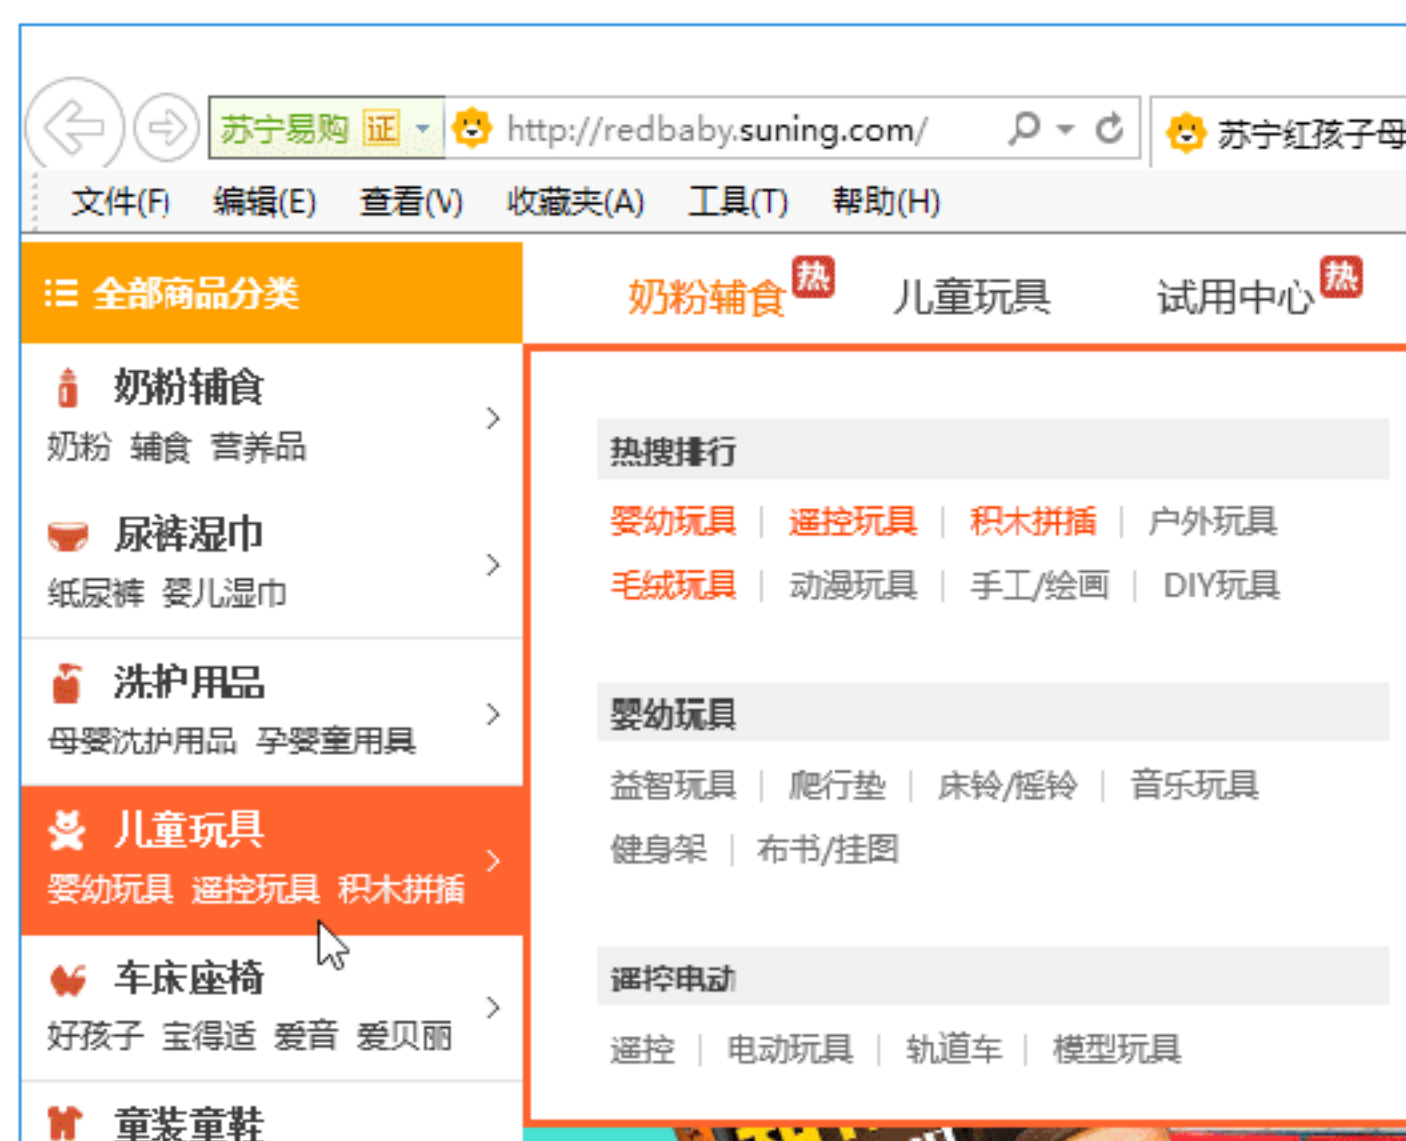 苏宁易购 证 http://redbaby.suning.com/ 苏宁红孩子母
文件(F) 编辑(E) 查看(V) 收藏夹(A) 工具(T) 帮助(H)
全部商品分类
奶粉辅食 热 儿童玩具 试用中心 热
奶粉辅食
奶粉 辅食 营养品
尿裤湿巾
纸尿裤 婴儿湿巾
洗护用品
母婴洗护用品 孕婴童用具
儿童玩具
婴幼玩具 遥控玩具 积木拼插
车床座椅
好孩子 宝得适 爱音 爱贝丽
童装童鞋
热搜排行
婴幼玩具 | 遥控玩具 | 积木拼插 | 户外玩具
毛绒玩具 | 动漫玩具 | 手工/绘画 | DIY玩具
婴幼玩具
益智玩具 | 爬行垫 | 床铃/摇铃 | 音乐玩具
健身架 | 布书/挂图
遥控电动
遥控 | 电动玩具 | 轨道车 | 模型玩具